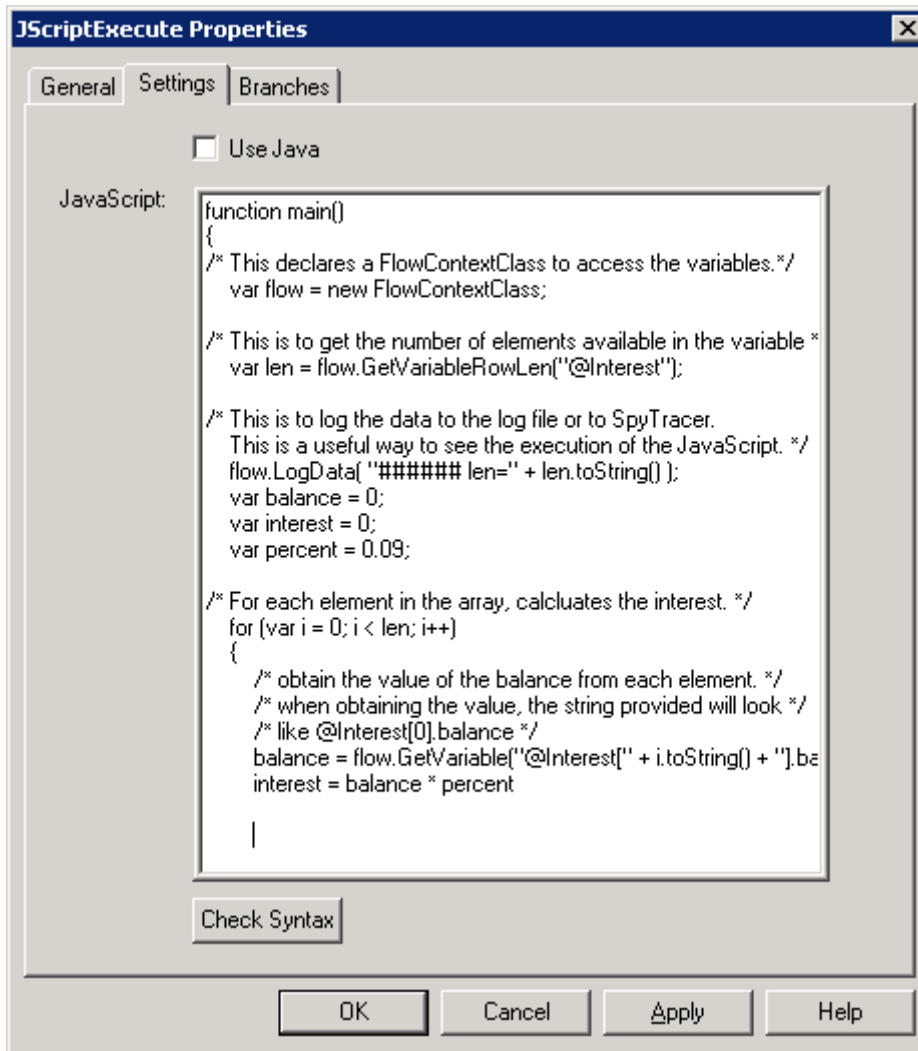 JScriptExecute Properties
General Settings Branches
Use Java
JavaScript:
function main()
{
/* This declares a FlowContextClass to access the variables.*/
var flow = new FlowContextClass;
/* This is to get the number of elements available in the variable *
var len = flow.GetVariableRowLen("@Interest");
/* This is to log the data to the log file or to SpyTracer.
This is a useful way to see the execution of the JavaScript. */
flow.LogData( "###### len=" + len.toString() );
var balance = 0;
var interest = 0;
var percent = 0.09;
/* For each element in the array, calcluates the interest. */
for (var i = 0; i < len; i++)
{
/* obtain the value of the balance from each element. */
/* when obtaining the value, the string provided will look */
/* like @Interest[0].balance */
balance = flow.GetVariable("@Interest[" + i.toString() + "].ba
interest = balance * percent
Check Syntax
OK Cancel Apply Help